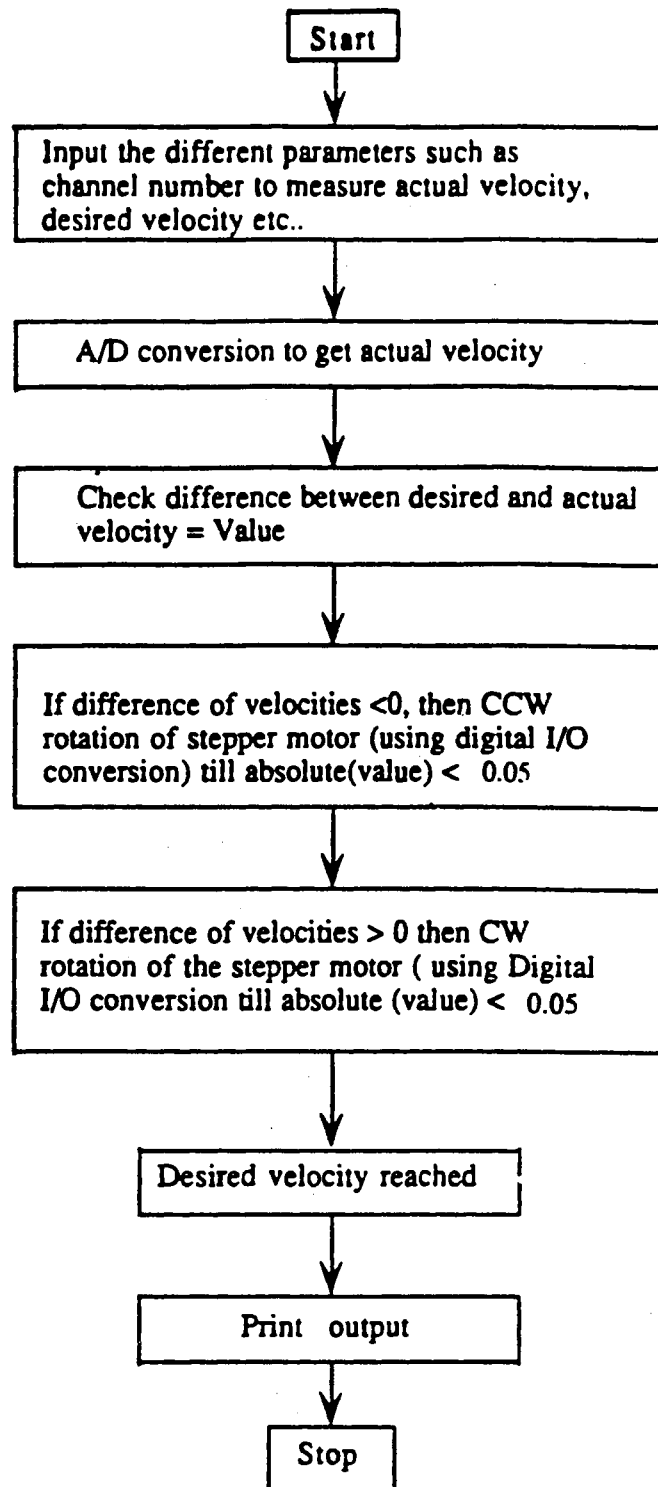 Start
Input the different parameters such as
channel number to measure actual velocity,
desired velocity etc..
A/D conversion to get actual velocity
Check difference between desired and actual
velocity = Value
If difference of velocities <0, then CCW
rotation of stepper motor (using digital I/O
conversion) till absolute(value) < 0.05
If difference of velocities > 0 then CW
rotation of the stepper motor ( using Digital
I/O conversion till absolute (value) < 0.05
Desired velocity reached
Print output
Stop